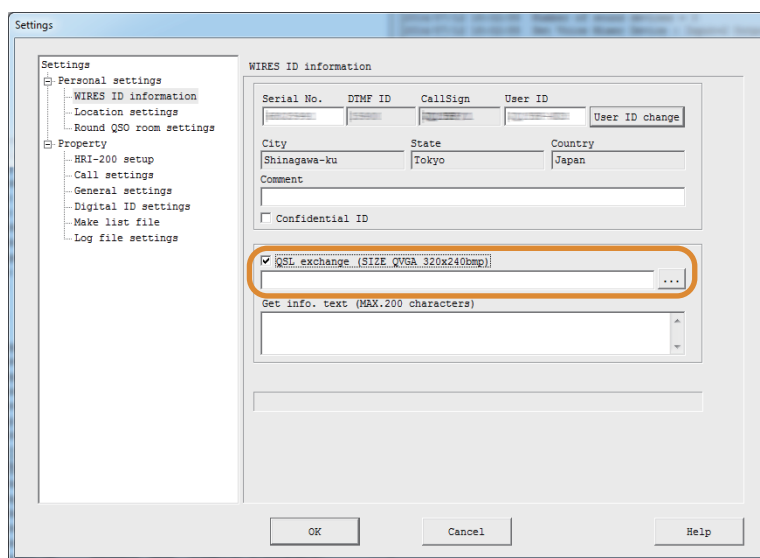 Settings
Settings
Personal settings
WIRES ID information
Location settings
Round QSO room settings
Property
HRI-200 setup
Call settings
General settings
Digital ID settings
Make list file
Log file settings
WIRES ID information
Serial No. DTMF ID CallSign User ID
User ID change
City State Country
Shinagawa-ku Tokyo Japan
Comment
Confidential ID
QSL exchange (SIZE QVGA 320x240bmp)
...
Get info. text (MAX.200 characters)
OK Cancel Help